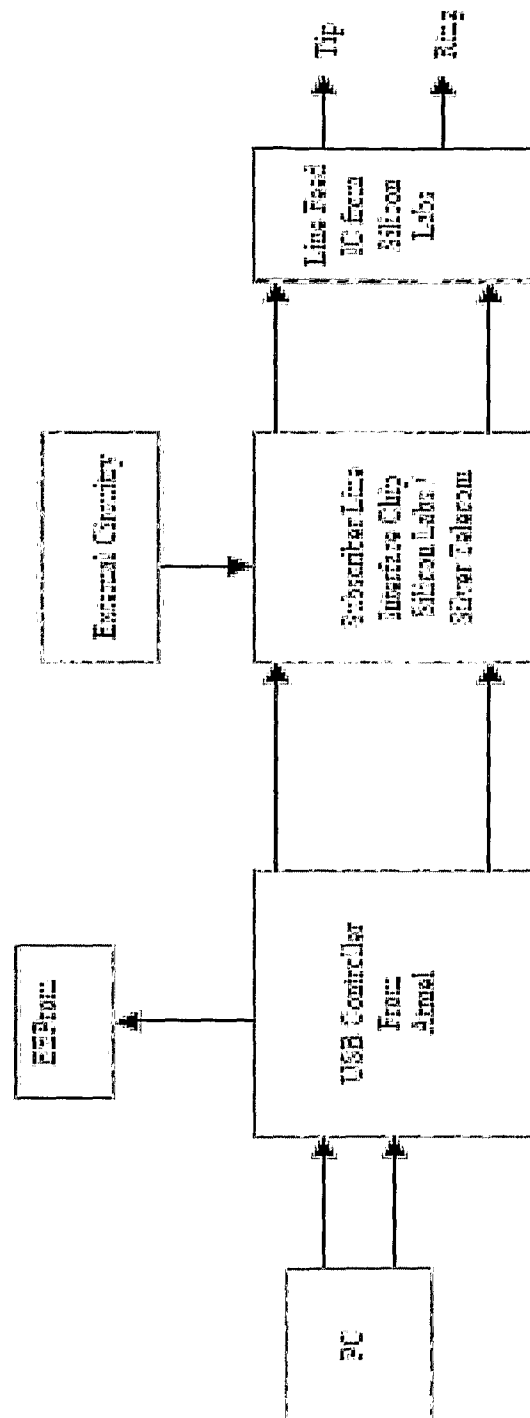 PC
USB Controller
From
Atmel
EEProm
Subscriber Line
Interface Chip
Silicon Labs /
Silver Telecom
External Circuitry
Line Feed
IC from
Silicon
Labs
Tip
Ring